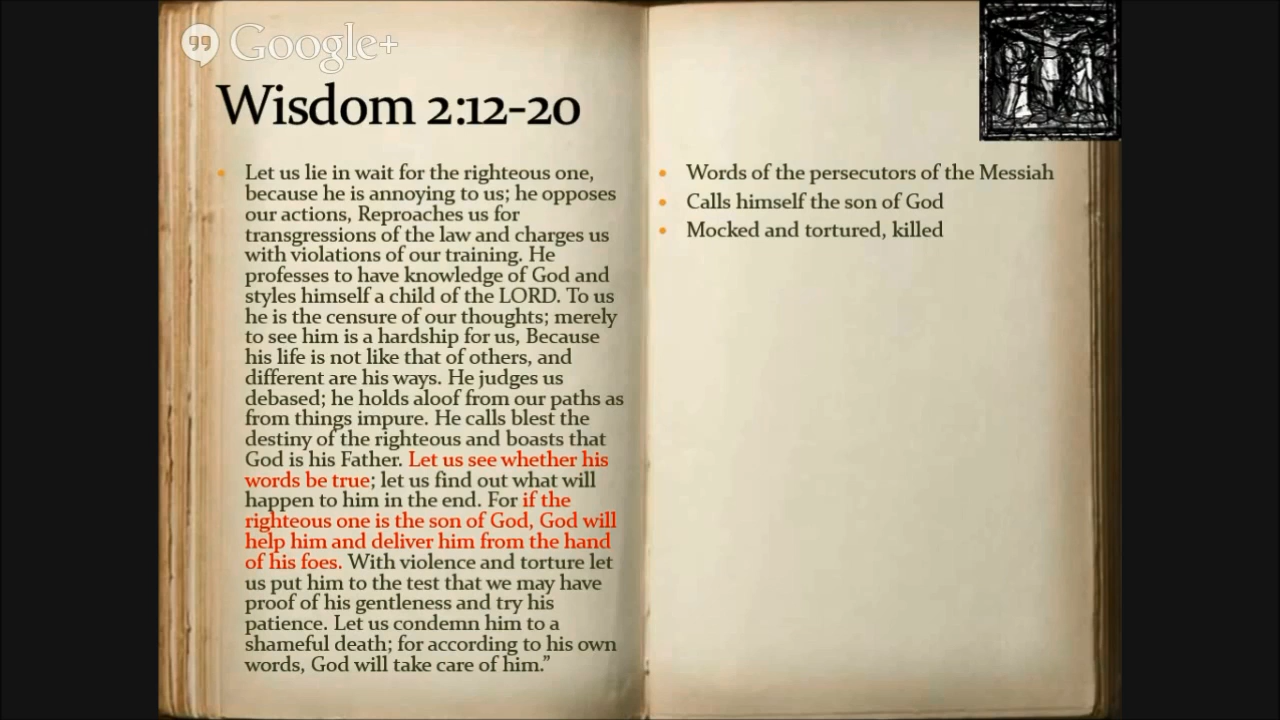 Google+
Wisdom 2:12-20
Let us lie in wait for the righteous one,
because he is annoying to us; he opposes
our actions, Reproaches us for
transgressions of the law and charges us
with violations of our training. He
professes to have knowledge of God and
styles himself a child of the LORD. To us
he is the censure of our thoughts; merely
to see him is a hardship for us, Because
his life is not like that of others, and
different are his ways. He judges us
debased; he holds aloof from our paths as
from things impure. He calls blest the
destiny of the righteous and boasts that
God is his Father. Let us see whether his
words be true; let us find out what will
happen to him in the end. For if the
righteous one is the son of God, God will
help him and deliver him from the hand
of his foes. With violence and torture let
us put him to the test that we may have
proof of his gentleness and try his
patience. Let us condemn him to a
shameful death; for according to his own
words, God will take care of him.”
Words of the persecutors of the Messiah
Calls himself the son of God
Mocked and tortured, killed